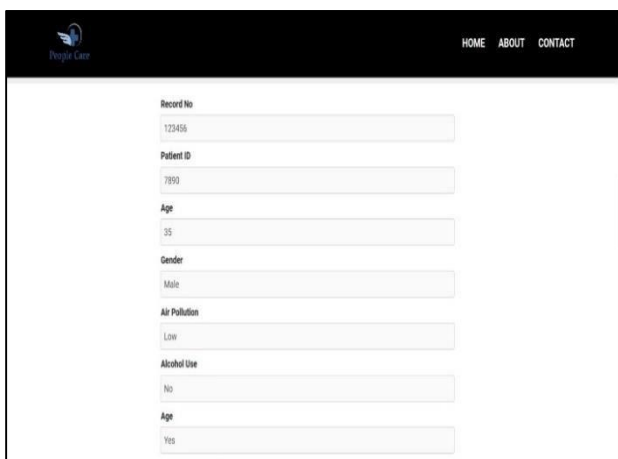 People Care
HOME ABOUT CONTACT
Record No
123456
Patient ID
7890
Age
35
Gender
Male
Air Pollution
Low
Alcohol Use
No
Age
Yes